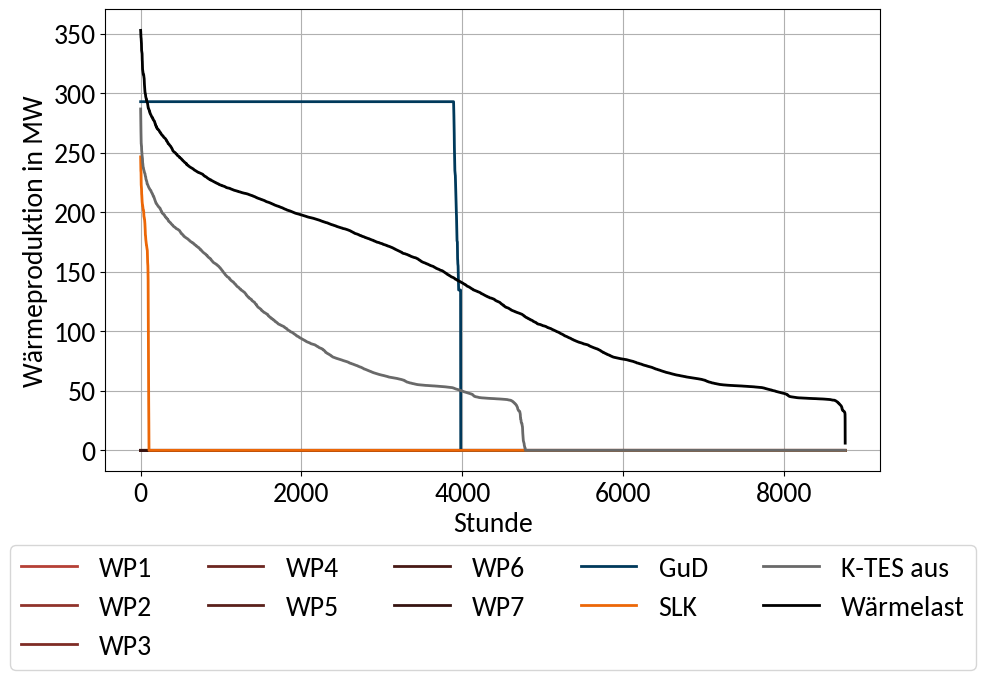 Wärmeproduktion in MW
350
300
250
200
150
100
50
0
0 2000 4000 6000 8000
Stunde
WP1 WP4 WP6 GuD K-TES aus
WP2 WP5 WP7 SLK Wärmelast
WP3